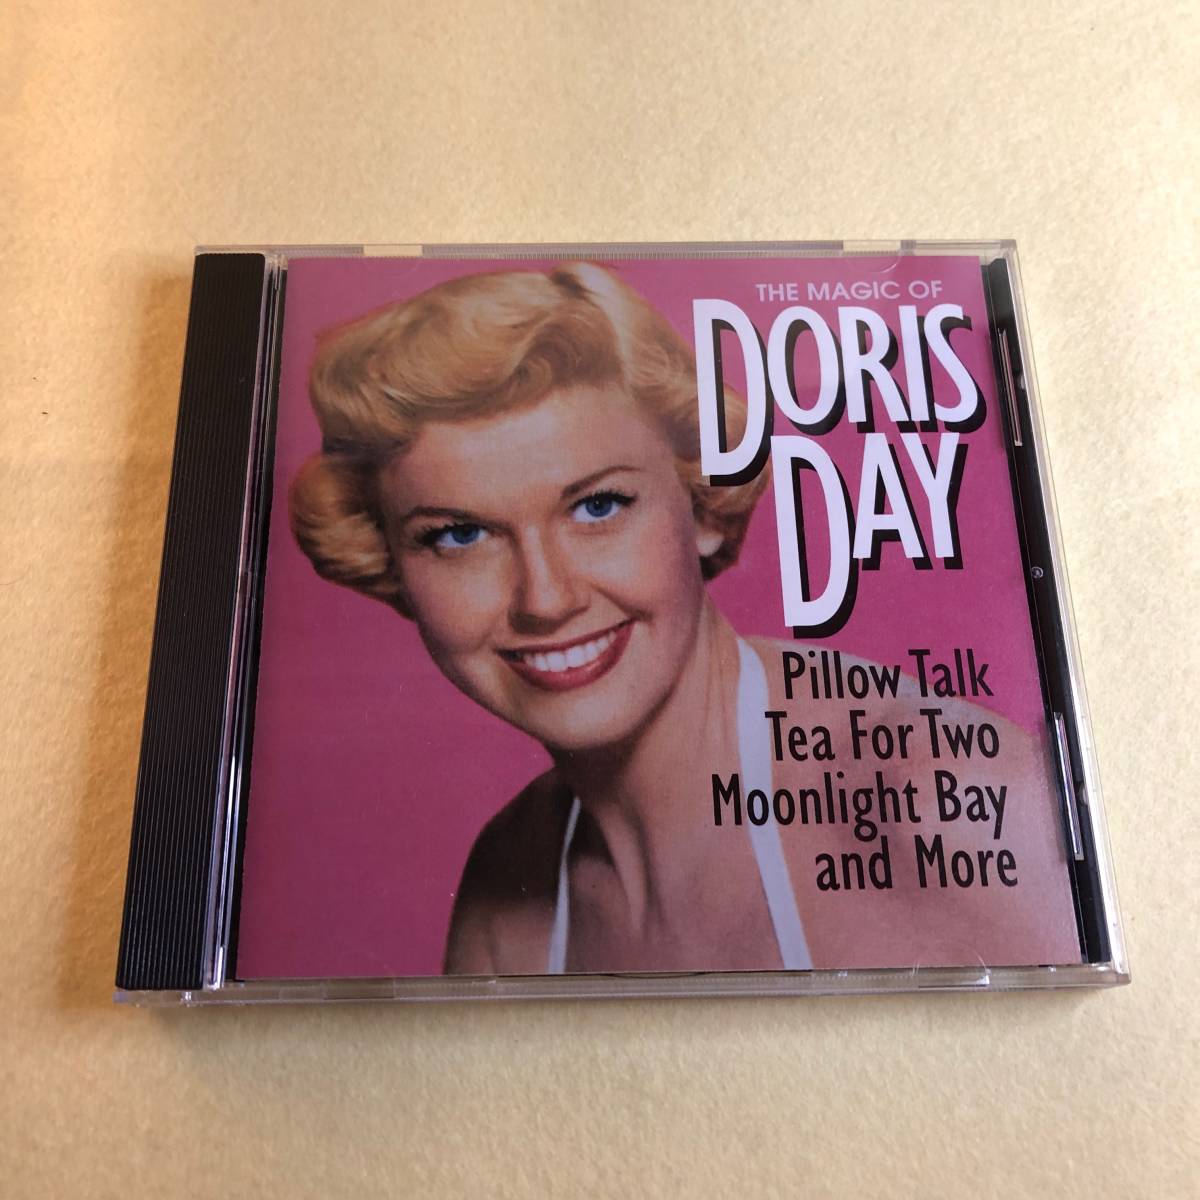 THE MAGIC OF
DORIS
DAY
Pillow Talk
Tea For Two
Moonlight Bay
and More